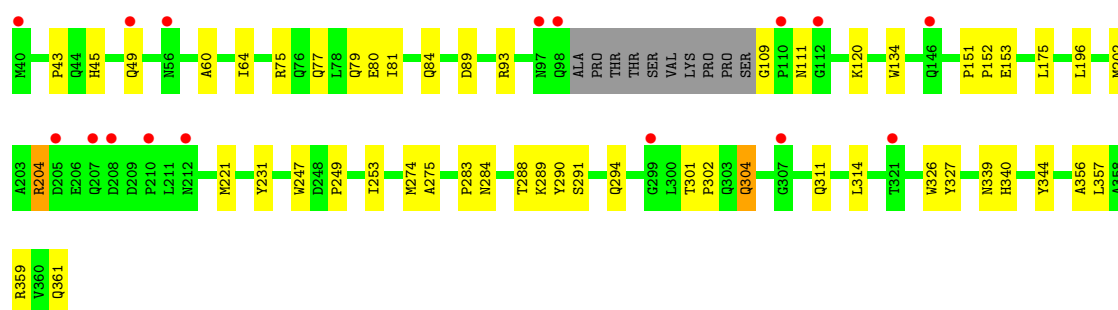 M40 P43 Q44 H45 Q49 N56 A60 I64 R75 Q76 Q77 L78 Q79 E80 I81 Q84 D89 R93 N97 Q98 ALA PRO THR THR SER VAL LYS PRO PRO SER G109 P110 N111 G112 K120 W134 Q146 P151 P152 E153 L175 L196 M202
A203 R204 D205 E206 Q207 D208 D209 P210 L211 N212 M221 Y231 W247 D248 P249 I253 M274 A275 P283 N284 T288 K289 Y290 S291 Q294 G299 L300 T301 P302 Q303 Q304 G307 Q311 L314 T321 W326 Y327 N339 H340 Y344 A356 L357 A358
R359 V360 Q361